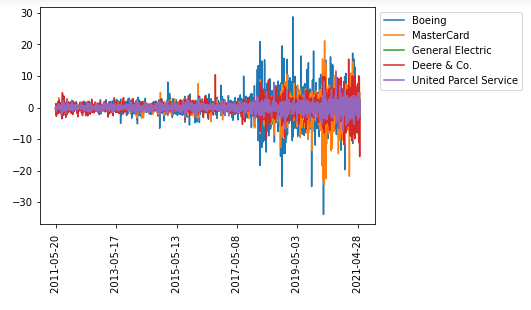 30
20
10
0
−10
−20
−30
2011-05-20
2013-05-17
2015-05-13
2017-05-08
2019-05-03
2021-04-28
Boeing
MasterCard
General Electric
Deere & Co.
United Parcel Service